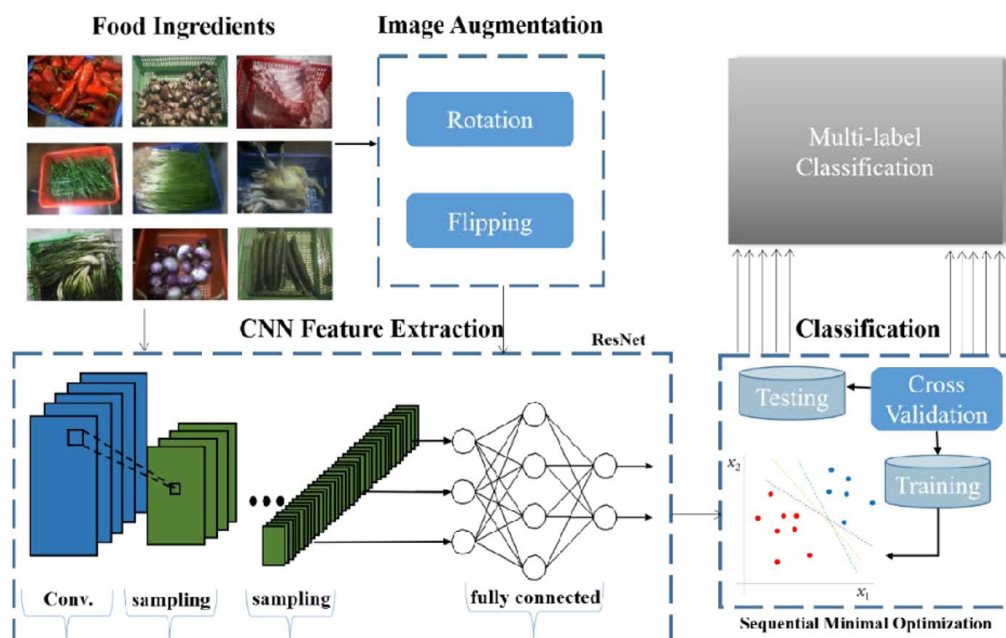 Food Ingredients
Image Augmentation
Rotation
Flipping
Multi-label
Classification
CNN Feature Extraction
ResNet
Classification
Testing
Cross
Validation
Training
x2
x1
Conv.
sampling
sampling
fully connected
Sequential Minimal Optimization